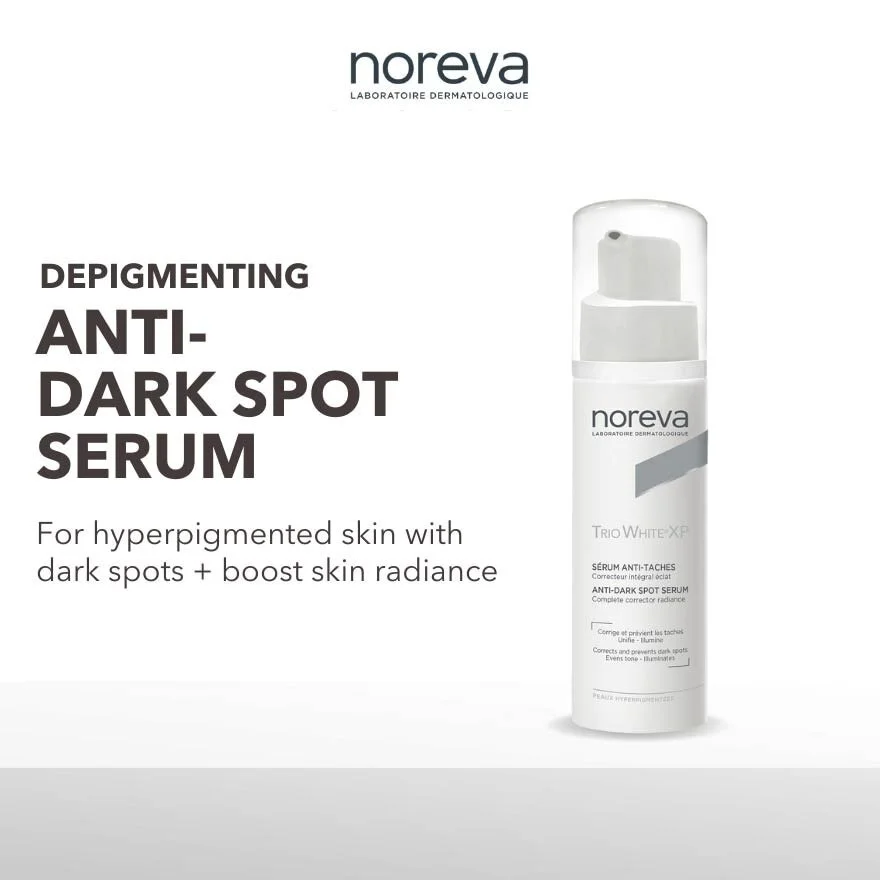 noreva
LABORATOIRE DERMATOLOGIQUE
DEPIGMENTING
ANTI-
DARK SPOT
SERUM
For hyperpigmented skin with
dark spots + boost skin radiance
noreva
LABORATOIRE DERMATOLOGIQUE
TRIO WHITE® XP
SÉRUM ANTI-TACHES
Correcteur intégral éclat
ANTI-DARK SPOT SERUM
Complete corrector radiance
Corrige et prévient les taches
Unifie - Illumine
Corrects and prevents dark spots
Evens tone - Illuminates
PEAUX HYPERPIGMENTÉES